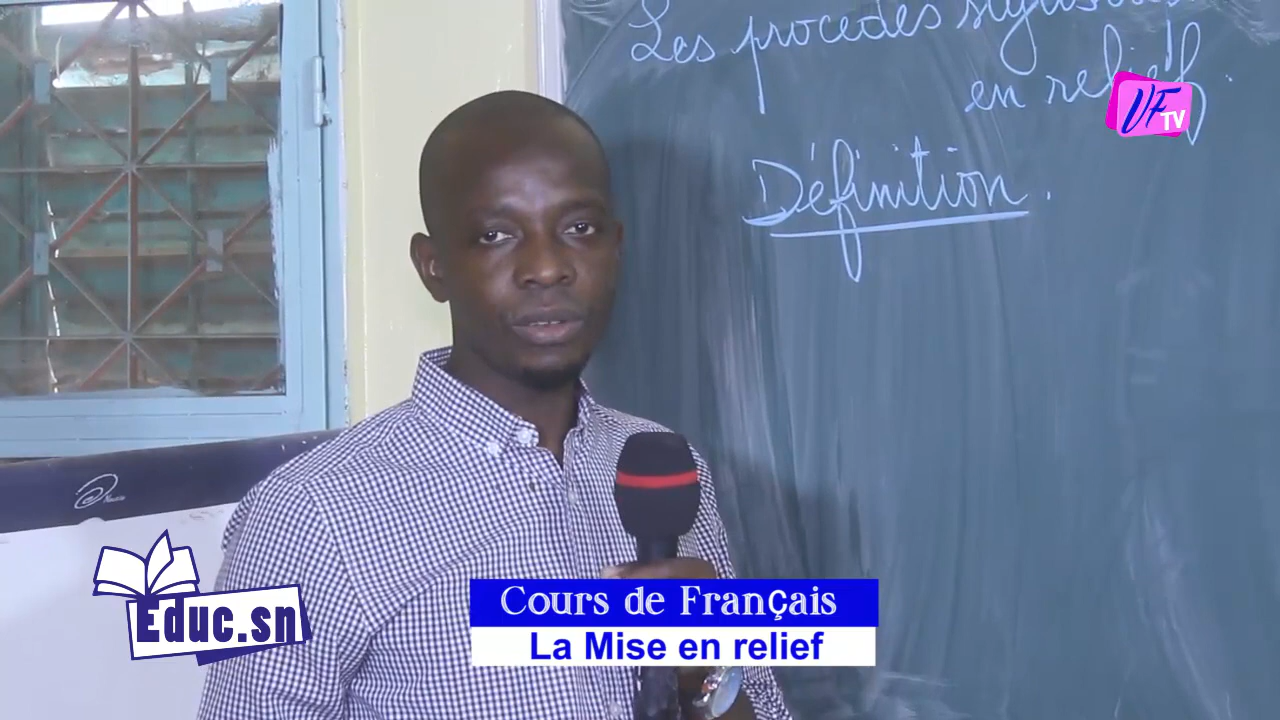 Les procédés
en relief.
VF
TV
Définition.
Educ.sn
Cours de Français
La Mise en relief